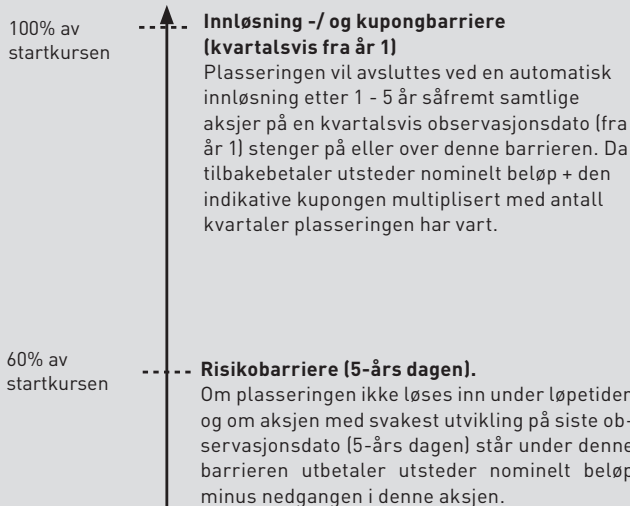 100% av
startkursen
Innløsning -/ og kupongbarriere
(kvartalsvis fra år 1)
Plasseringen vil avsluttes ved en automatisk
innløsning etter 1 - 5 år såfremt samtlige
aksjer på en kvartalsvis observasjonsdato (fra
år 1) stenger på eller over denne barrieren. Da
tilbakebetaler utsteder nominelt beløp + den
indikative kupongen multiplisert med antall
kvartaler plasseringen har vart.
60% av
startkursen
Risikobarriere (5-års dagen).
Om plasseringen ikke løses inn under løpetiden
og om aksjen med svakest utvikling på siste ob-
servasjonsdato (5-års dagen) står under denne
barrieren utbetaler utsteder nominelt beløp
minus nedgangen i denne aksjen.